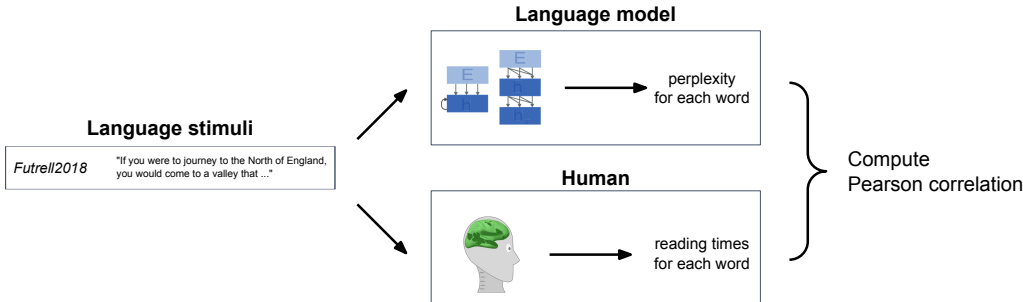 Language model
E
h
E
h
h
perplexity
for each word
Language stimuli
Futrell2018
"If you were to journey to the North of England,
you would come to a valley that ..."
Human
reading times
for each word
Compute
Pearson correlation